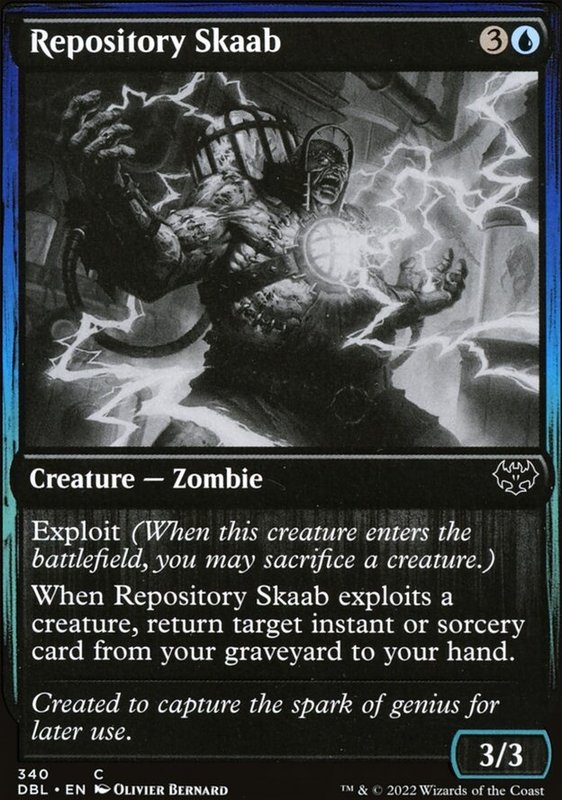 Repository Skaab 3
Creature — Zombie
Exploit (When this creature enters the
battlefield, you may sacrifice a creature.)
When Repository Skaab exploits a
creature, return target instant or sorcery
card from your graveyard to your hand.
Created to capture the spark of genius for
later use.
3/3
340 C
DBL • EN Olivier Bernard
™ & © 2022 Wizards of the Coast